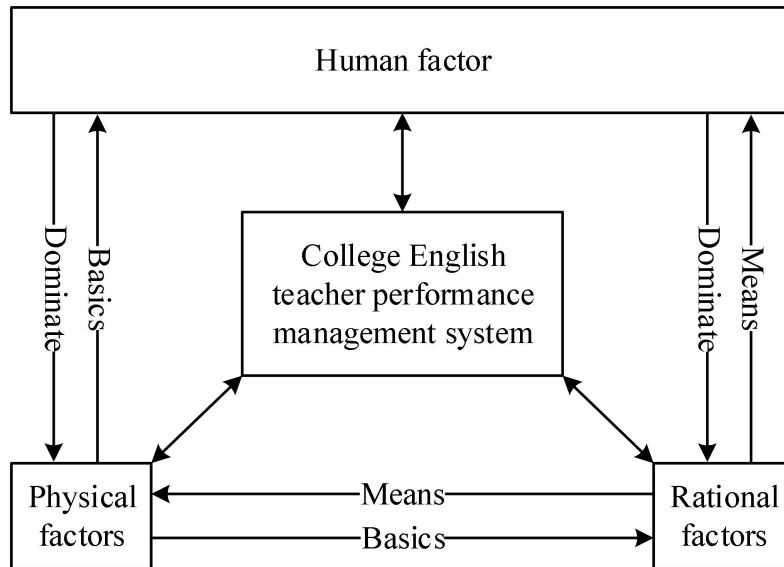 Human factor
College English
teacher performance
management system
Dominate
Basics
Dominate
Means
Physical
factors
Means
Basics
Rational
factors